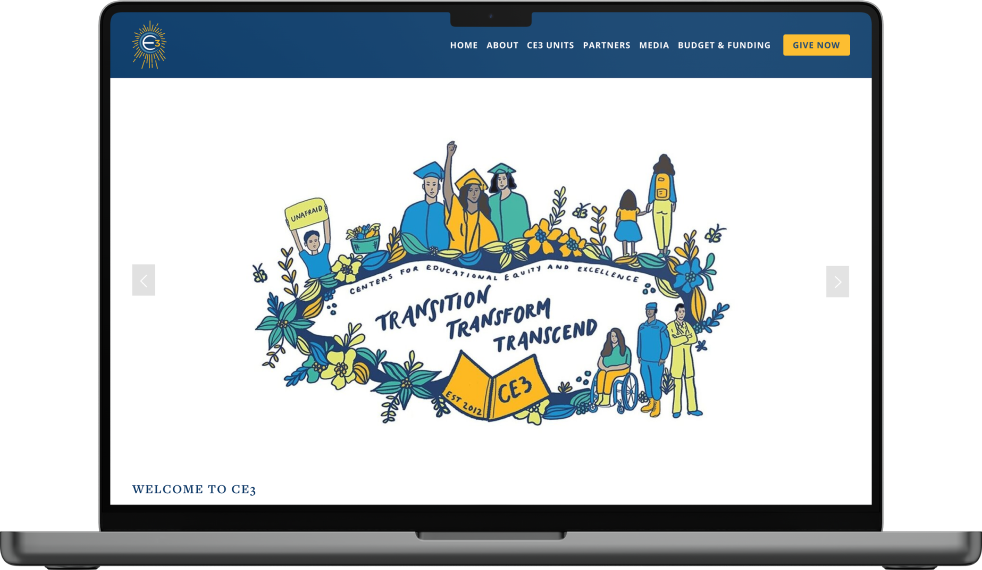 CE3
HOME ABOUT CE3 UNITS PARTNERS MEDIA BUDGET & FUNDING GIVE NOW
UNAFRAID
CENTERS FOR EDUCATIONAL EQUITY AND EXCELLENCE
TRANSITION
TRANSFORM
TRANSCEND
EST 2012 CE3
WELCOME TO CE3